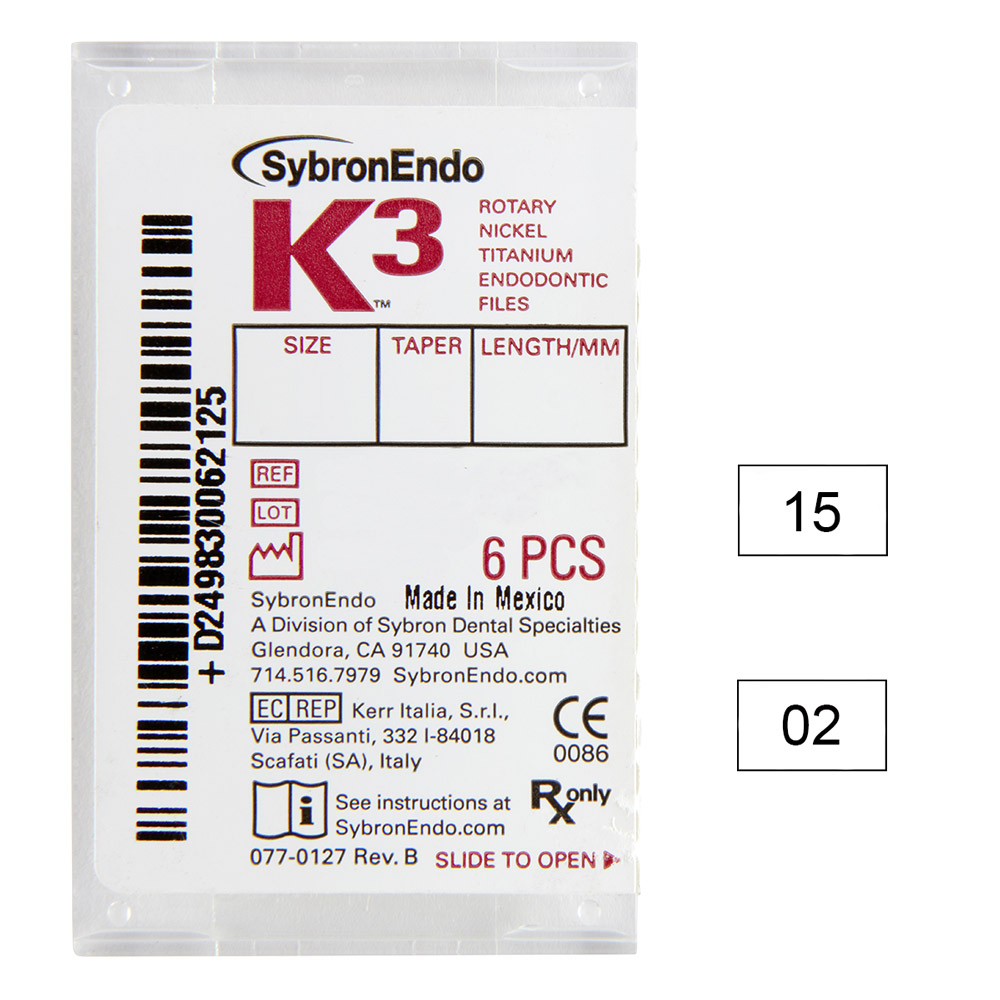 SybronEndo
K3™
ROTARY
NICKEL
TITANIUM
ENDODONTIC
FILES
SIZE TAPER LENGTH/MM
+D249830062125
REF
LOT
6 PCS
SybronEndo Made In Mexico
A Division of Sybron Dental Specialties
Glendora, CA 91740 USA
714.516.7979 SybronEndo.com
EC REP Kerr Italia, S.r.l.,
Via Passanti, 332 I-84018
Scafati (SA), Italy
CE
0086
i See instructions at
SybronEndo.com
Rx only
077-0127 Rev. B SLIDE TO OPEN
15
02